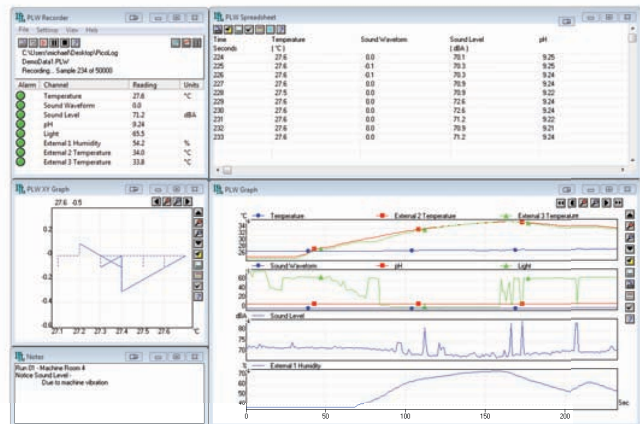 PLW Recorder
File Settings View Help
C:\Users\michael\Desktop\PicoLog
DemoData1.PLW
Recording... Sample 234 of 50000
Alarm Channel Reading Units
Temperature 27.6 °C
Sound Waveform 0.0
Sound Level 71.2 dBA
pH 9.24
Light 65.5
External 1 Humidity 54.2 %
External 2 Temperature 34.0 °C
External 3 Temperature 33.8 °C
PLW Spreadsheet
Time Temperature Sound Waveform Sound Level pH
Seconds (°C) (dBA)
224 27.6 0.0 70.1 9.25
225 27.6 -0.1 70.3 9.25
226 27.6 -0.1 70.3 9.24
227 27.6 0.0 70.9 9.24
228 27.5 0.0 70.9 9.22
229 27.6 0.0 72.6 9.24
230 27.6 0.0 72.6 9.24
231 27.6 0.0 71.2 9.22
232 27.6 0.0 70.9 9.21
233 27.6 0.0 71.2 9.24
PLW XY Graph
27.6 -0.5
0.2
-0
-0.2
-0.4
-0.6
27.1 27.2 27.3 27.4 27.5 27.6 °C
Notes
Run 01 - Machine Room 4
Notice Sound Level -
Due to machine vibration
PLW Graph
°C Temperature External 2 Temperature External 3 Temperature
34
32
30
28
26
Sound Waveform pH Light
60
40
20
0
dBA Sound Level
90
80
70
% External 1 Humidity
70
60
50
40
0 50 100 150 200 Sec